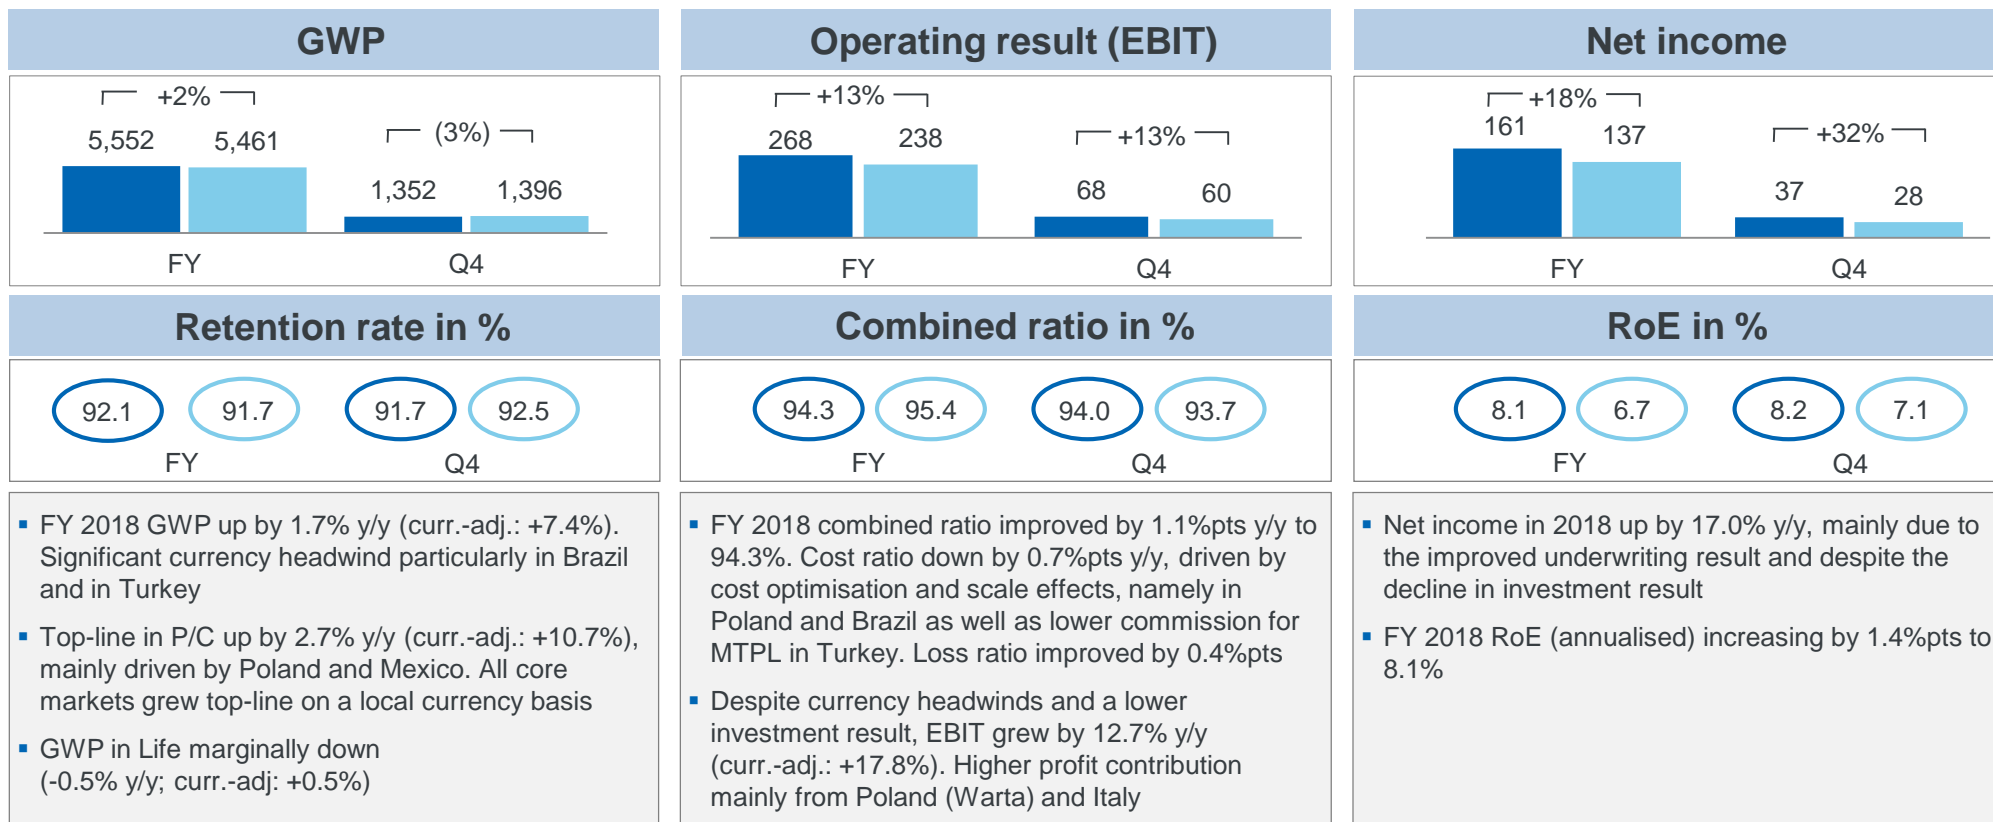 GWP
+2%
5,552
5,461
(3%)
1,352
1,396
FY
Q4
Operating result (EBIT)
+13%
268
238
+13%
68
60
FY
Q4
Net income
+18%
161
137
+32%
37
28
FY
Q4
Retention rate in %
92.1
91.7
91.7
92.5
FY
Q4
Combined ratio in %
94.3
95.4
94.0
93.7
FY
Q4
RoE in %
8.1
6.7
8.2
7.1
FY
Q4
▪ FY 2018 GWP up by 1.7% y/y (curr.-adj.: +7.4%).
Significant currency headwind particularly in Brazil
and in Turkey
▪ Top-line in P/C up by 2.7% y/y (curr.-adj.: +10.7%),
mainly driven by Poland and Mexico. All core
markets grew top-line on a local currency basis
▪ GWP in Life marginally down
(-0.5% y/y; curr.-adj: +0.5%)
▪ FY 2018 combined ratio improved by 1.1%pts y/y to
94.3%. Cost ratio down by 0.7%pts y/y, driven by
cost optimisation and scale effects, namely in
Poland and Brazil as well as lower commission for
MTPL in Turkey. Loss ratio improved by 0.4%pts
▪ Despite currency headwinds and a lower
investment result, EBIT grew by 12.7% y/y
(curr.-adj.: +17.8%). Higher profit contribution
mainly from Poland (Warta) and Italy
▪ Net income in 2018 up by 17.0% y/y, mainly due to
the improved underwriting result and despite the
decline in investment result
▪ FY 2018 RoE (annualised) increasing by 1.4%pts to
8.1%